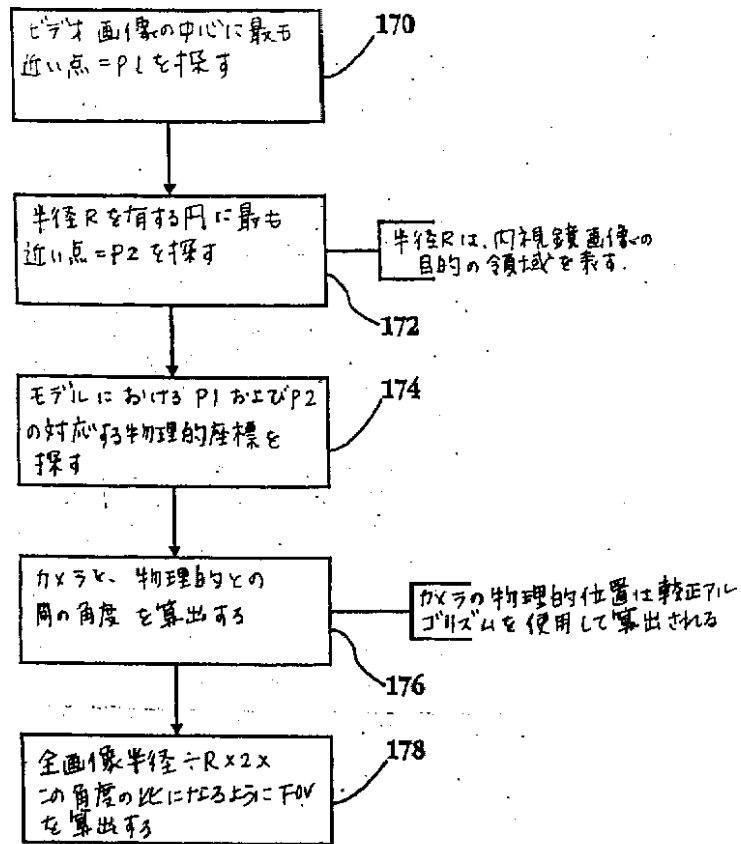 ビデオ画像の中心に最も
近い点=P1を探す
170
半径Rを有する円に最も
近い点=P2を探す
半径Rは、内視鏡画像の
目的の領域を表す.
172
モデルにおけるP1およびP2
の対応する物理的座標を
探す
174
カメラと、物理的との
間の角度を算出する
カメラの物理的位置は較正アル
ゴリズムを使用して算出される
176
全画像半径÷R×2×
この角度の比になるようにFOV
を算出する
178